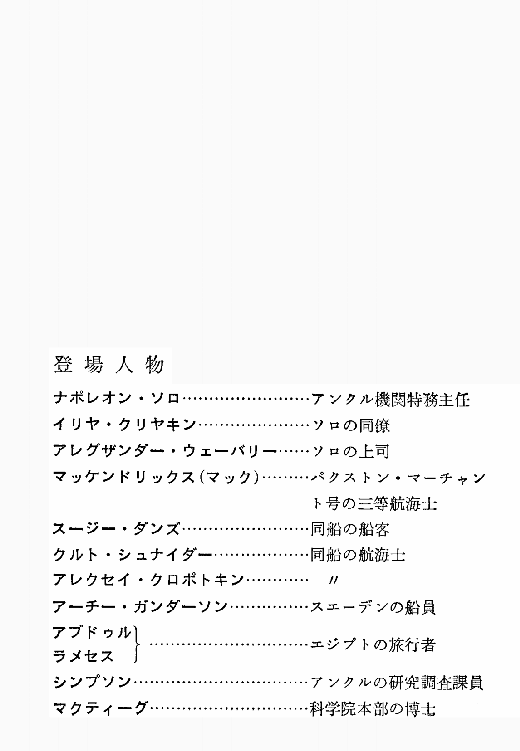 登場人物
ナポレオン・ソロ……………………アンクル機関特務主任
イリヤ・クリヤキン…………………ソロの同僚
アレグザンダー・ウェーバリー……ソロの上司
マッケンドリックス(マック)………パクストン・マーチャン
ト号の三等航海士
スージー・ダンズ……………………同船の船客
クルト・シュナイダー………………同船の航海士
アレクセイ・クロポトキン…………〃
アーチー・ガンダーソン……………スエーデンの船員
アブドゥル
ラメセス} …………………………エジプトの旅行者
シンプソン……………………………アンクルの研究調査課員
マクティーグ…………………………科学院本部の博士